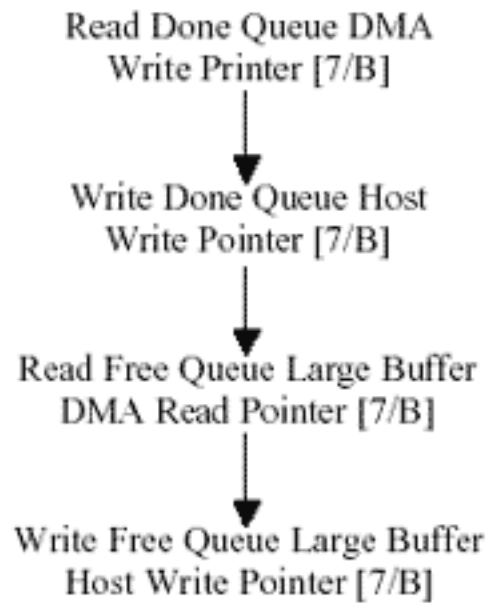 Read Done Queue DMA
Write Printer [7/B]
Write Done Queue Host
Write Pointer [7/B]
Read Free Queue Large Buffer
DMA Read Pointer [7/B]
Write Free Queue Large Buffer
Host Write Pointer [7/B]